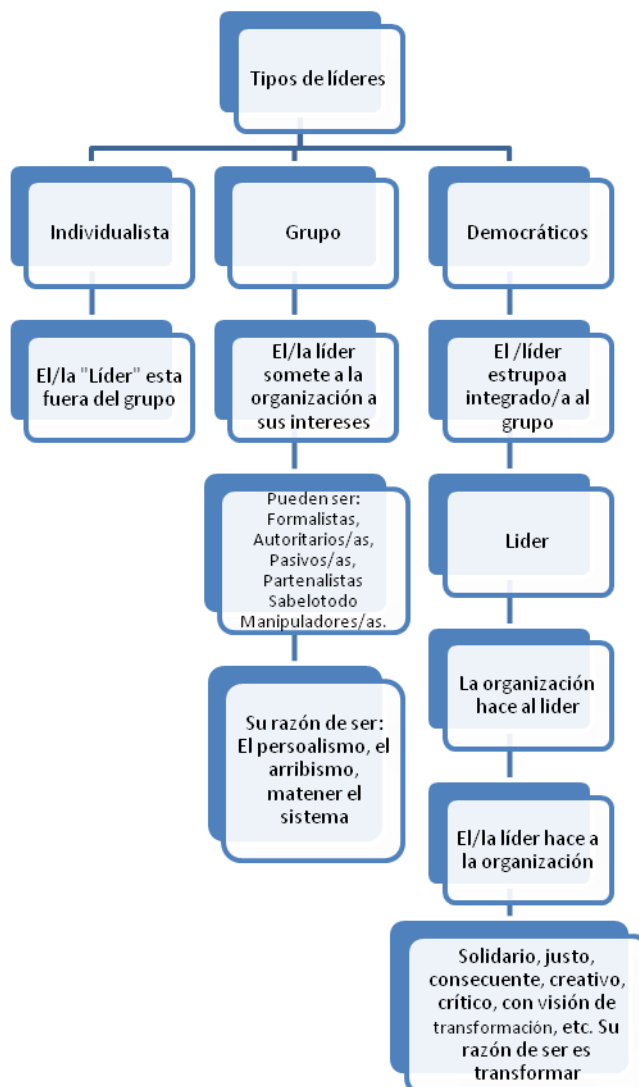 Tipos de líderes
Individualista
Grupo
Democráticos
El/la "Líder" esta
fuera del grupo
El/la líder
somete a la
organización a
sus intereses
El /líder
estrupoa
integrado/a al
grupo
Pueden ser:
Formalistas,
Autoritarios/as,
Pasivos/as,
Partenalistas
Sabelotodo
Manipuladores/as.
Lider
Su razón de ser:
El persoalismo, el
arribismo,
matener el
sistema
La organización
hace al lider
El/la líder hace a
la organización
Solidario, justo,
consecuente, creativo,
crítico, con visión de
transformación, etc. Su
razón de ser es
transformar